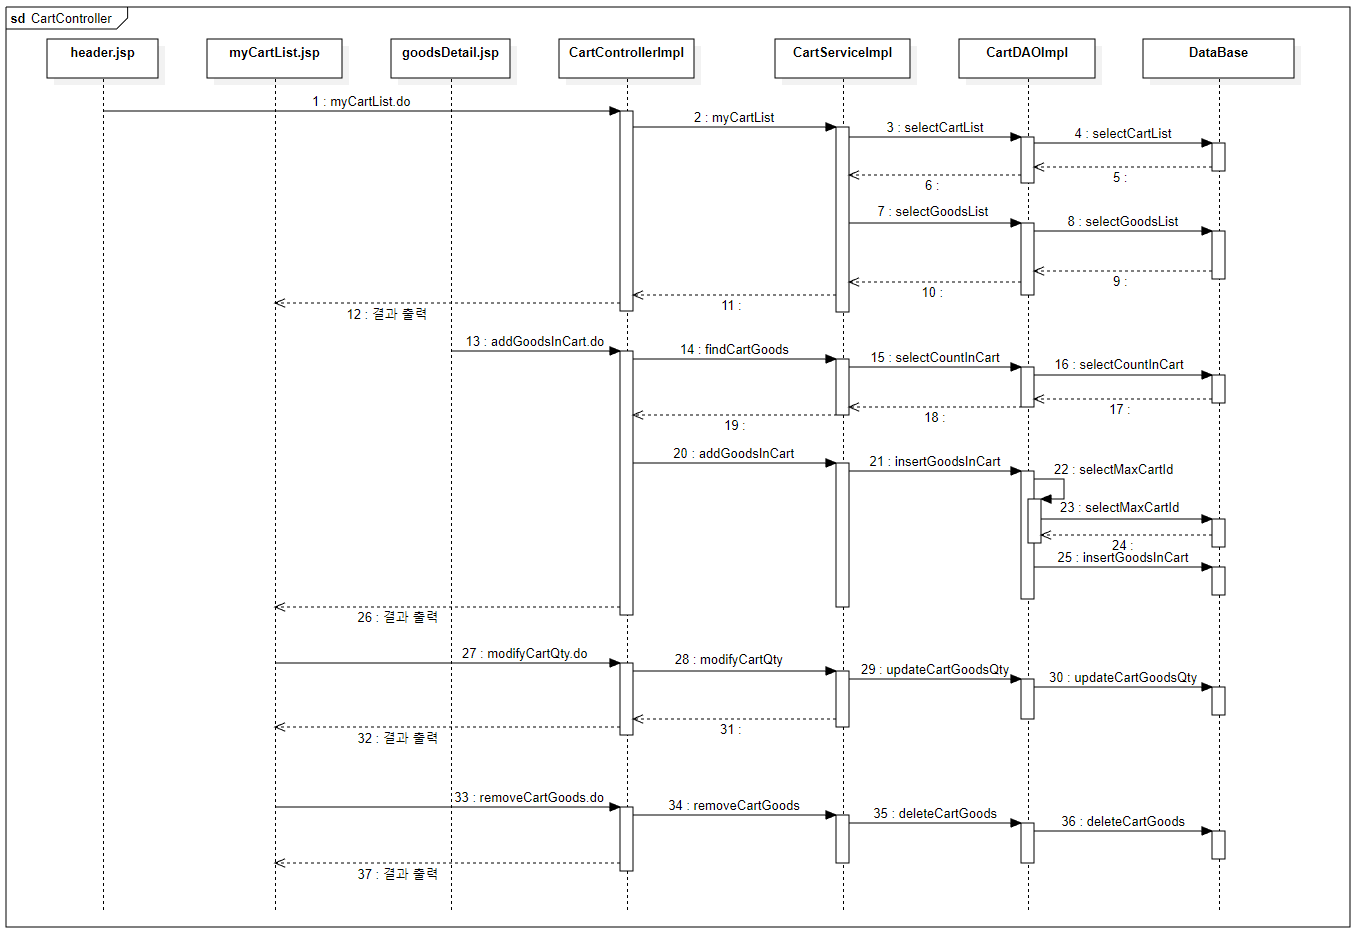 sd CartController
header.jsp
myCartList.jsp
goodsDetail.jsp
CartControllerImpl
CartServiceImpl
CartDAOImpl
DataBase
1 : myCartList.do
2 : myCartList
3 : selectCartList
4 : selectCartList
5 :
6 :
7 : selectGoodsList
8 : selectGoodsList
9 :
10 :
11 :
12 : 결과 출력
13 : addGoodsInCart.do
14 : findCartGoods
15 : selectCountInCart
16 : selectCountInCart
17 :
18 :
19 :
20 : addGoodsInCart
21 : insertGoodsInCart
22 : selectMaxCartId
23 : selectMaxCartId
24 :
25 : insertGoodsInCart
26 : 결과 출력
27 : modifyCartQty.do
28 : modifyCartQty
29 : updateCartGoodsQty
30 : updateCartGoodsQty
31 :
32 : 결과 출력
33 : removeCartGoods.do
34 : removeCartGoods
35 : deleteCartGoods
36 : deleteCartGoods
37 : 결과 출력